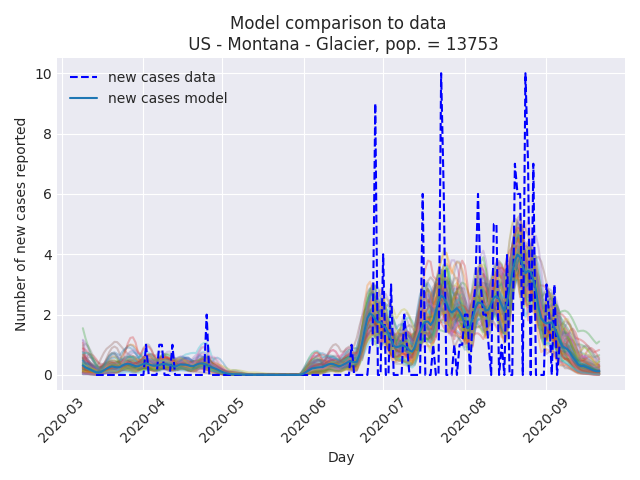 Model comparison to data
US - Montana - Glacier, pop. = 13753
new cases data
new cases model
Number of new cases reported
10
8
6
4
2
0
2020-03
2020-04
2020-05
2020-06
2020-07
2020-08
2020-09
Day